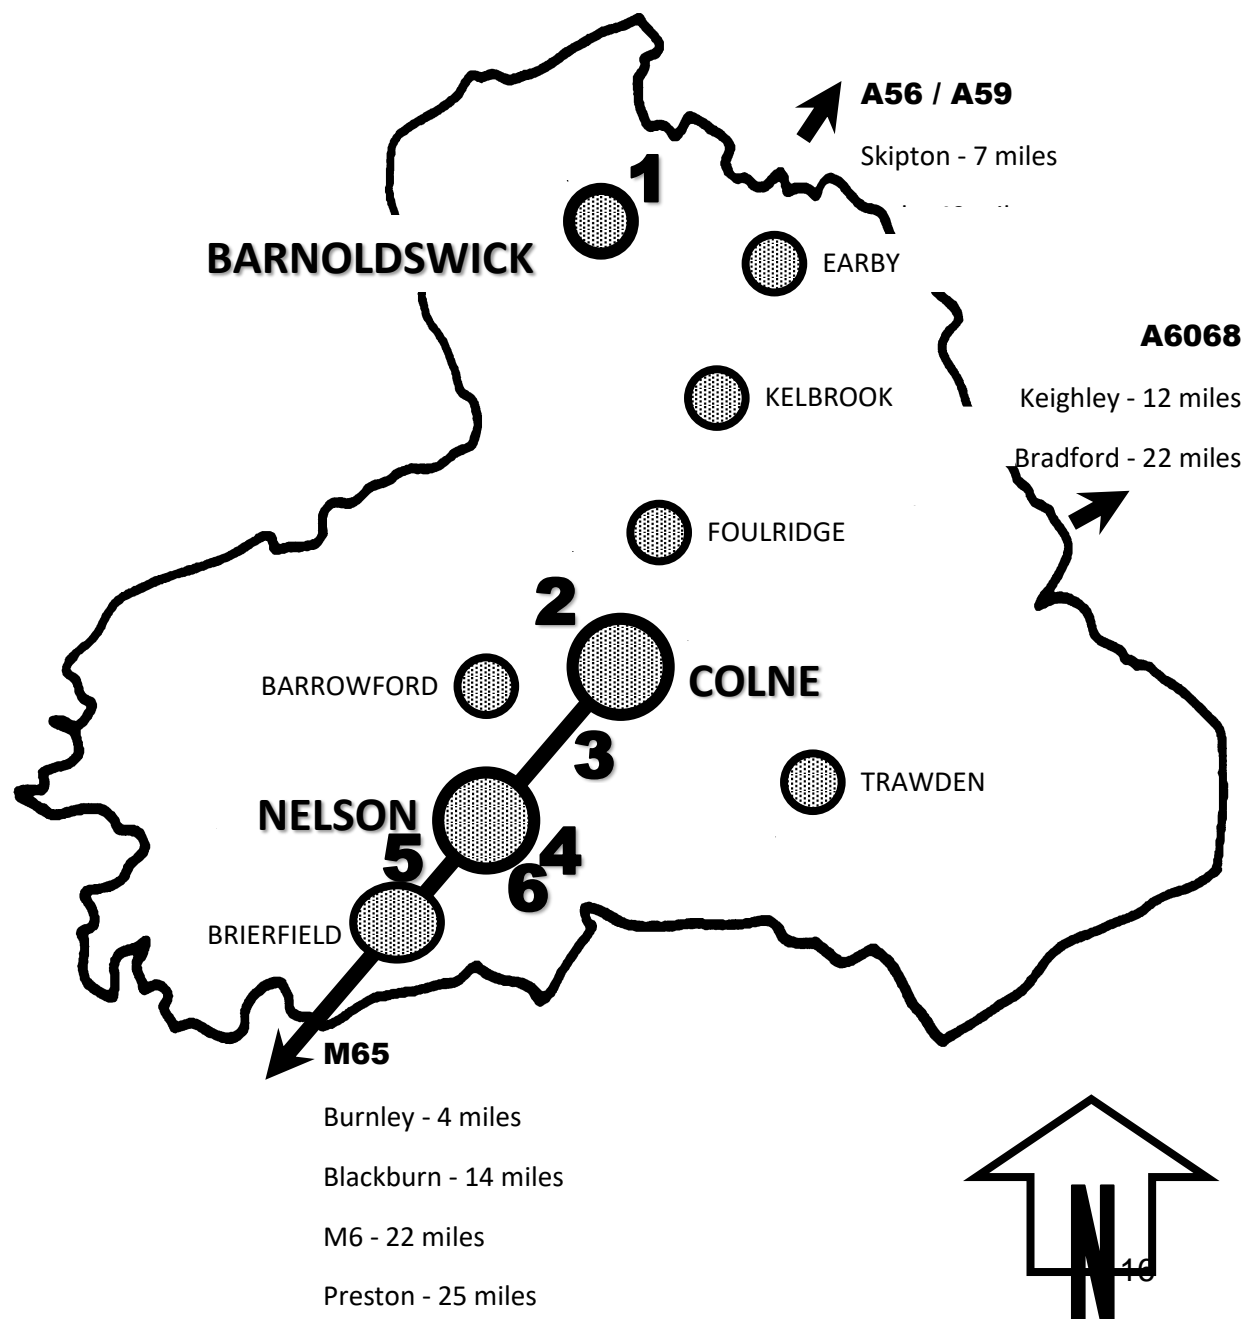 A56 / A59
Skipton - 7 miles
1
BARNOLDSWICK
EARBY
A6068
KELBROOK
Keighley - 12 miles
Bradford - 22 miles
FOULRIDGE
2
BARROWFORD
COLNE
3
TRAWDEN
NELSON
5
4
6
BRIERFIELD
M65
Burnley - 4 miles
Blackburn - 14 miles
M6 - 22 miles
Preston - 25 miles
N
16